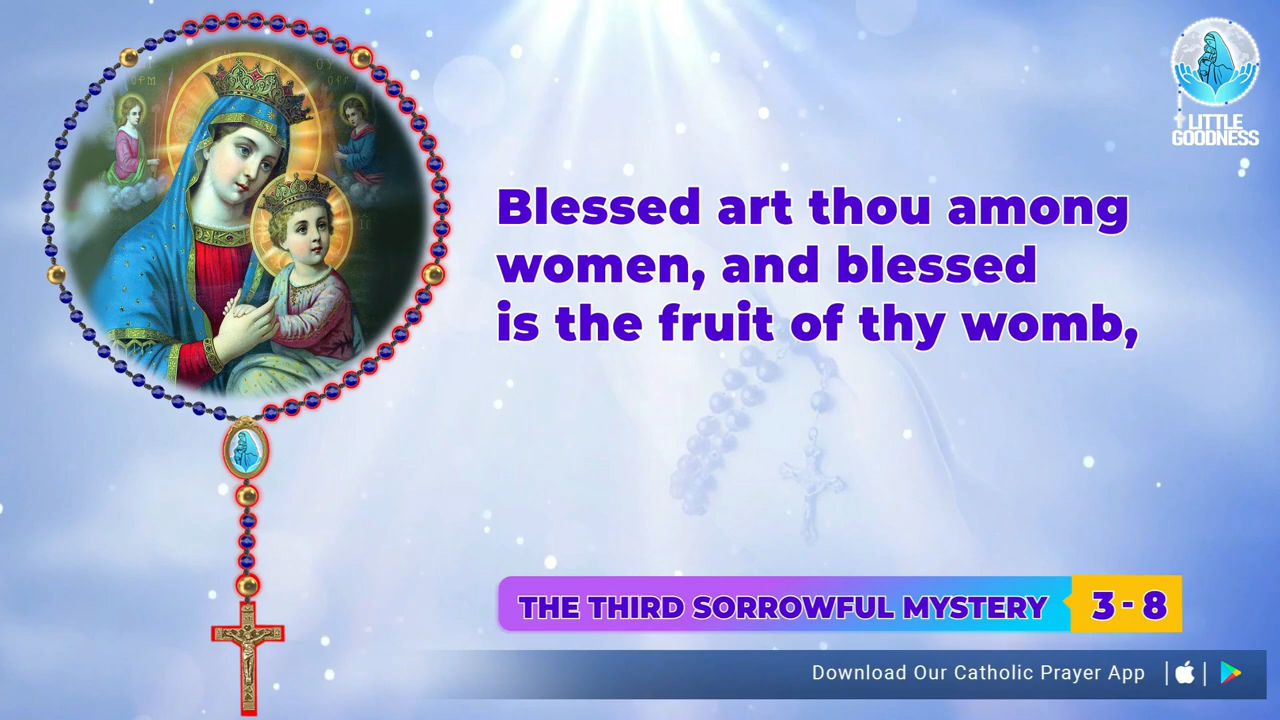 LITTLE
GOODNESS
Blessed art thou among
women, and blessed
is the fruit of thy womb,
THE THIRD SORROWFUL MYSTERY 3 - 8
Download Our Catholic Prayer App